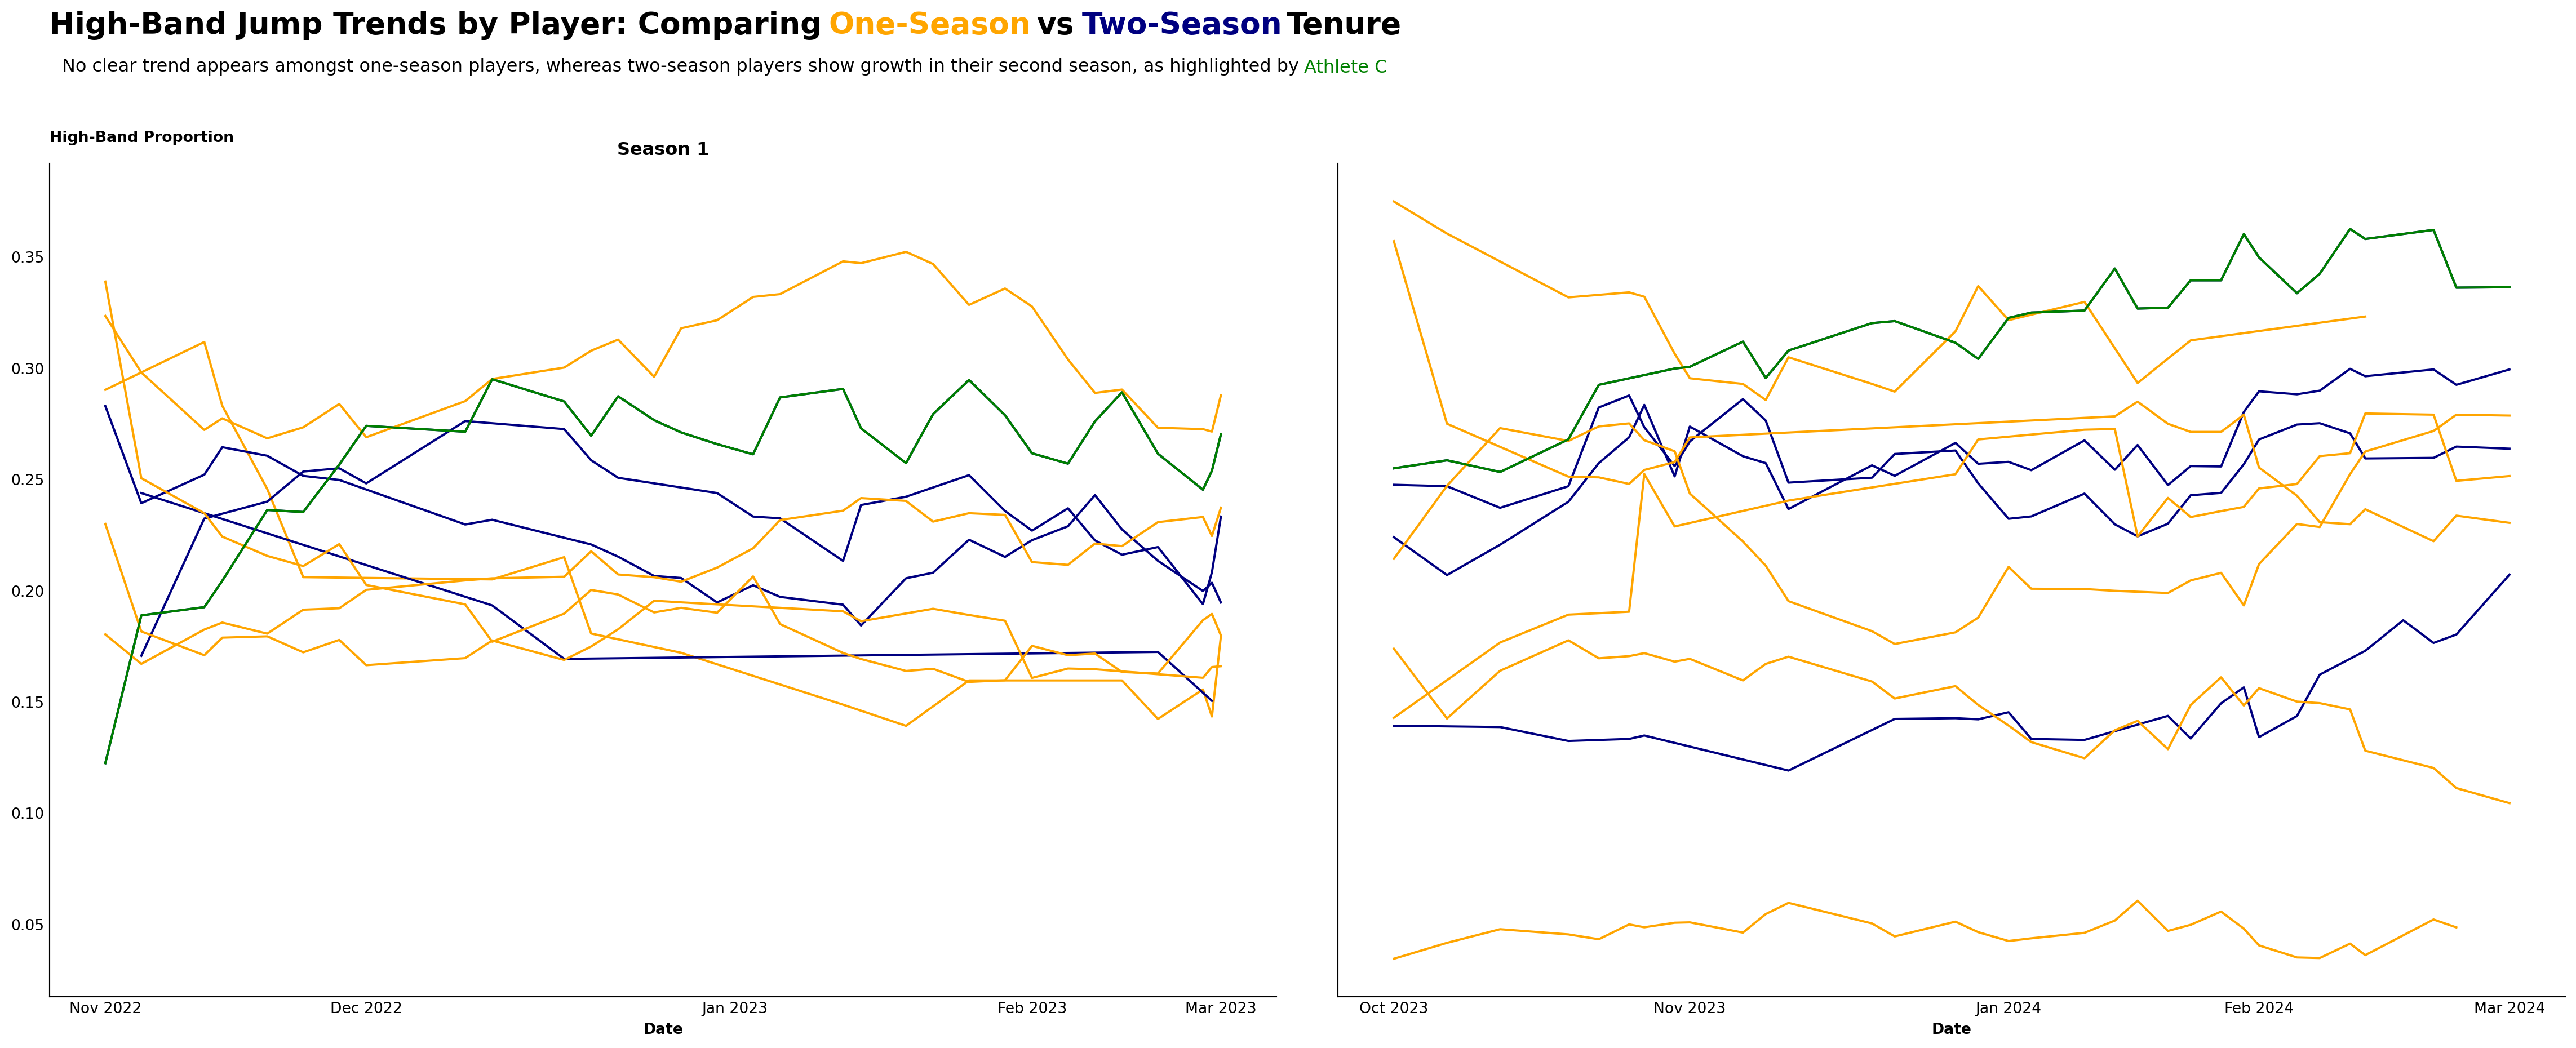 High-Band Jump Trends by Player: Comparing One-Season vs Two-Season Tenure
No clear trend appears amongst one-season players, whereas two-season players show growth in their second season, as highlighted by Athlete C
High-Band Proportion
Season 1
0.35
0.30
0.25
0.20
0.15
0.10
0.05
Nov 2022 Dec 2022 Jan 2023 Feb 2023 Mar 2023
Date
Oct 2023 Nov 2023 Jan 2024 Feb 2024 Mar 2024
Date